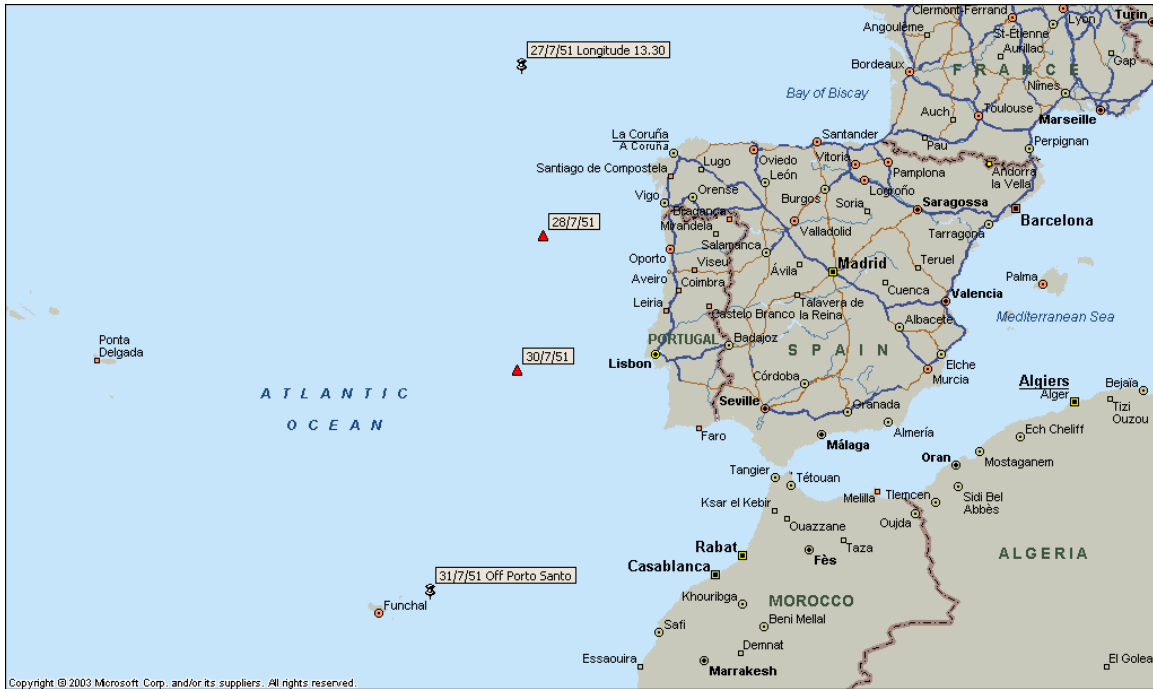 Clermont-Ferrand
Lyon
Turin
Angoulème
St-Étienne
Aurillac
Gap
27/7/51 Longitude 13.30
Bordeaux
FRANCE
Bay of Biscay
Nîmes
Auch
Toulouse
Marseille
La Coruña
A Coruña
Santander
Pau
Perpignan
Santiago de Compostela
Lugo
Oviedo
Vitoria
Pamplona
Andorra
la Vella
León
Logroño
Vigo
Orense
Burgos
Soria
Saragossa
Barcelona
28/7/51
Bragança
Mirandela
Valladolid
Tarragona
Salamanca
Oporto
Viseu
Ávila
Madrid
Teruel
Palma
Aveiro
Coimbra
Cuenca
Leiria
Talavera de
la Reina
Valencia
Castelo Branco
Mediterranean Sea
Albacete
Ponta
Delgada
PORTUGAL
Badajoz
SPAIN
Lisbon
30/7/51
Elche
Córdoba
Murcia
ATLANTIC
OCEAN
Algiers
Alger
Bejaïa
Seville
Granada
Tizi
Ouzou
Faro
Málaga
Almería
Ech Cheliff
Oran
Mostaganem
Tangier
Tétouan
Melilla
Tlemcen
Sidi Bel
Abbès
Ksar el Kebir
Ouazzane
Oujda
Rabat
Taza
Fès
ALGERIA
Casablanca
31/7/51 Off Porto Santo
Funchal
Khouribga
MOROCCO
Safi
Beni Mellal
Demnat
Essaouira
Marrakesh
El Golea
Copyright © 2003 Microsoft Corp. and/or its suppliers. All rights reserved.